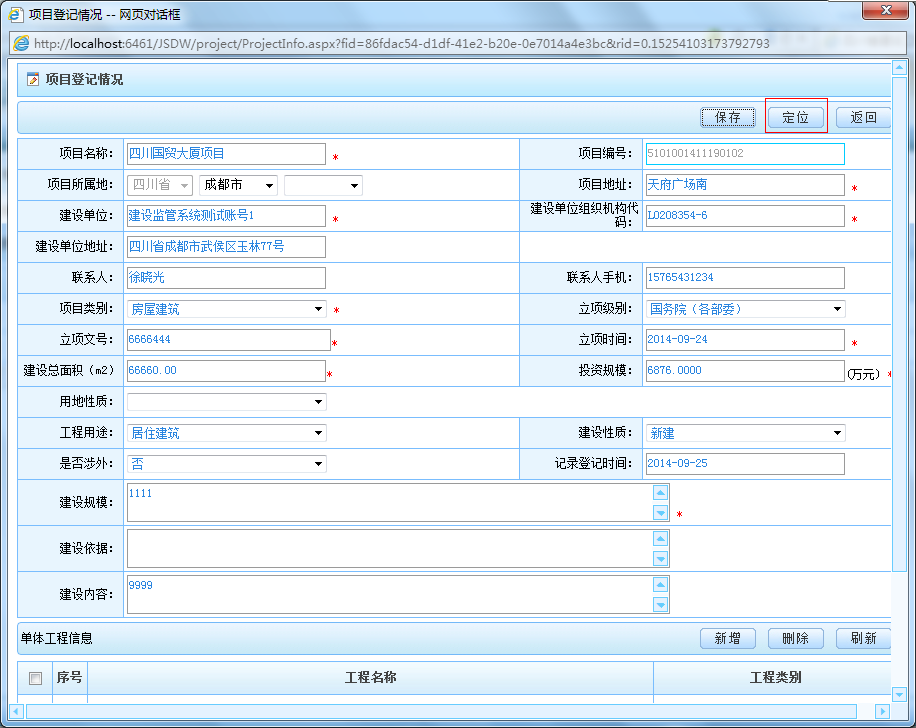 项目登记情况 -- 网页对话框
http://localhost:6461/JSDW/project/ProjectInfo.aspx?fid=86fdac54-d1df-41e2-b20e-0e7014a4e3bc&rid=0.15254103173792793
项目登记情况
保存 定位 返回
项目名称： 四川国贸大厦项目 * 项目编号： 5101001411190102
项目所属地： 四川省 成都市 项目地址： 天府广场南 *
建设单位： 建设监管系统测试账号1 * 建设单位组织机构代码： L0208354-6 *
建设单位地址： 四川省成都市武侯区玉林77号
联系人： 徐晓光 联系人手机： 15765431234
项目类别： 房屋建筑 * 立项级别： 国务院（各部委）
立项文号： 6666444 * 立项时间： 2014-09-24 *
建设总面积（m2） 66660.00 * 投资规模： 6876.0000 (万元) *
用地性质：
工程用途： 居住建筑 建设性质： 新建
是否涉外： 否 记录登记时间： 2014-09-25
建设规模： 1111 *
建设依据：
建设内容： 9999
单体工程信息 新增 删除 刷新
序号 工程名称 工程类别